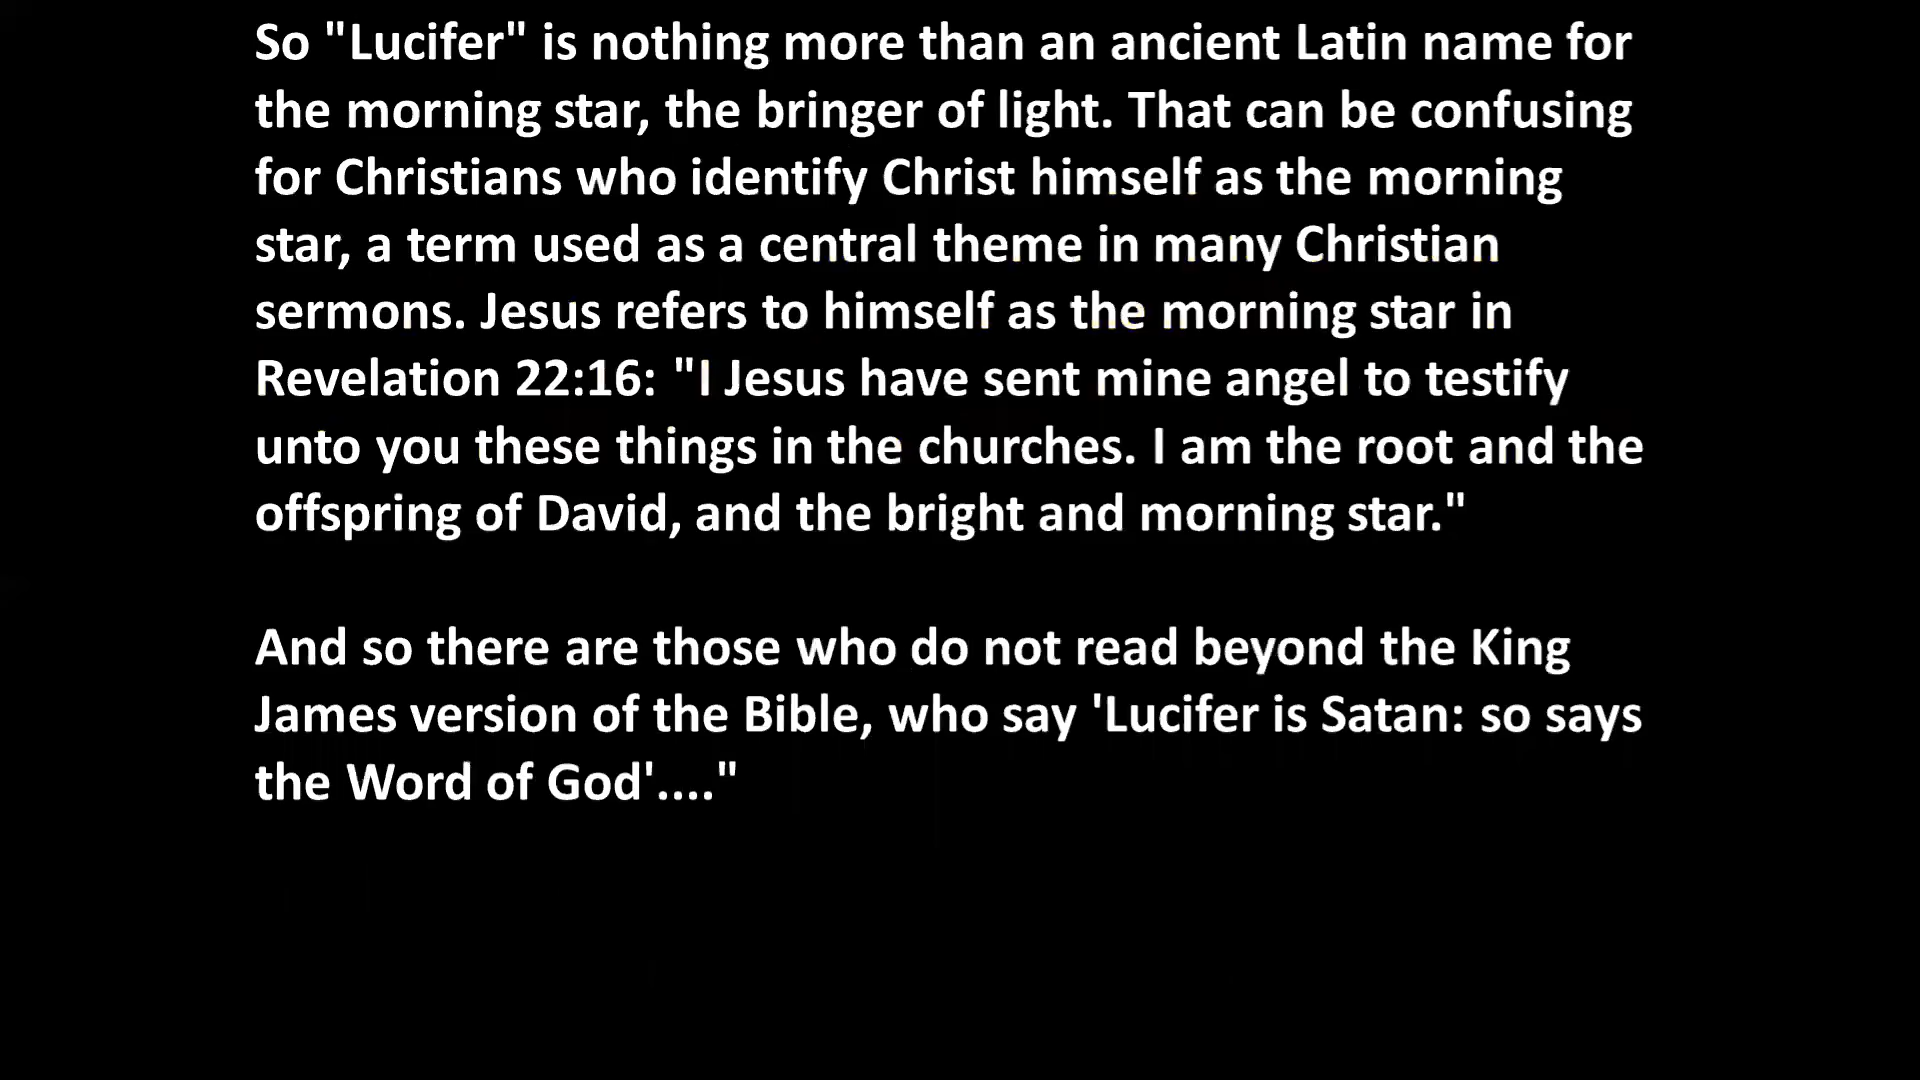 So "Lucifer" is nothing more than an ancient Latin name for
the morning star, the bringer of light. That can be confusing
for Christians who identify Christ himself as the morning
star, a term used as a central theme in many Christian
sermons. Jesus refers to himself as the morning star in
Revelation 22:16: "I Jesus have sent mine angel to testify
unto you these things in the churches. I am the root and the
offspring of David, and the bright and morning star."
And so there are those who do not read beyond the King
James version of the Bible, who say 'Lucifer is Satan: so says
the Word of God'...."